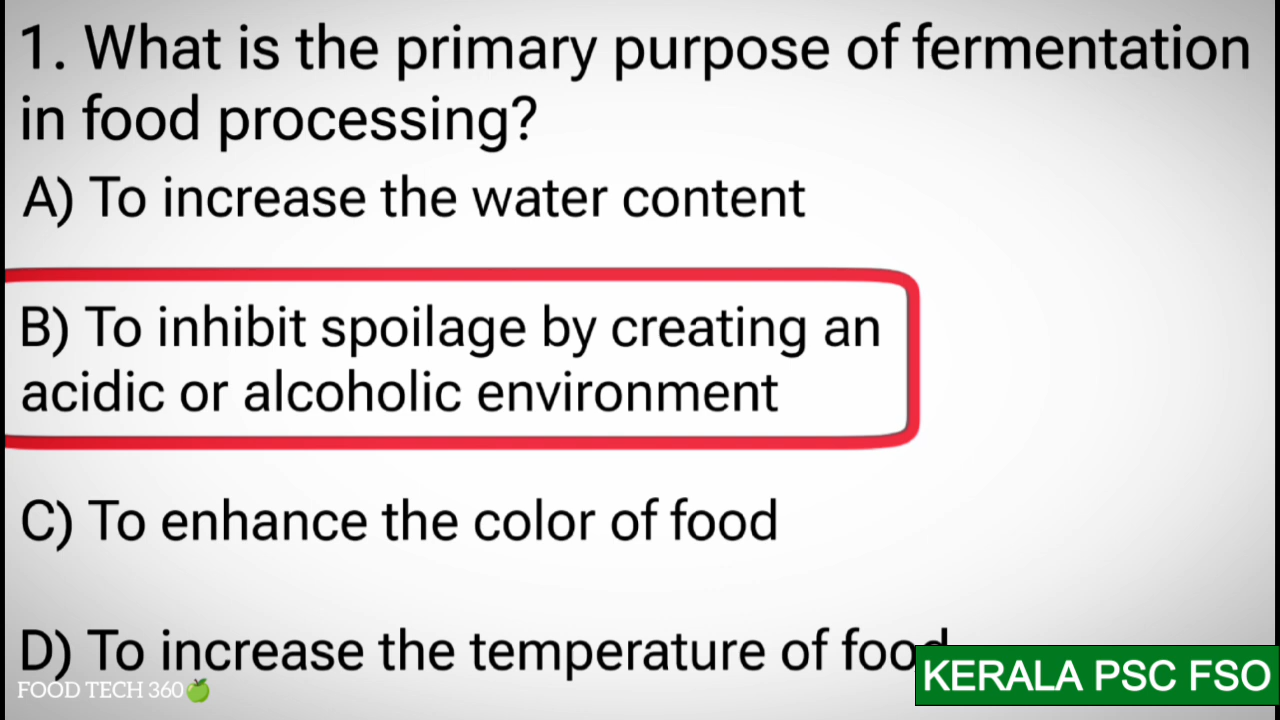 1. What is the primary purpose of fermentation
in food processing?
A) To increase the water content
B) To inhibit spoilage by creating an
acidic or alcoholic environment
C) To enhance the color of food
D) To increase the temperature of food
FOOD TECH 360🍏
KERALA PSC FSO